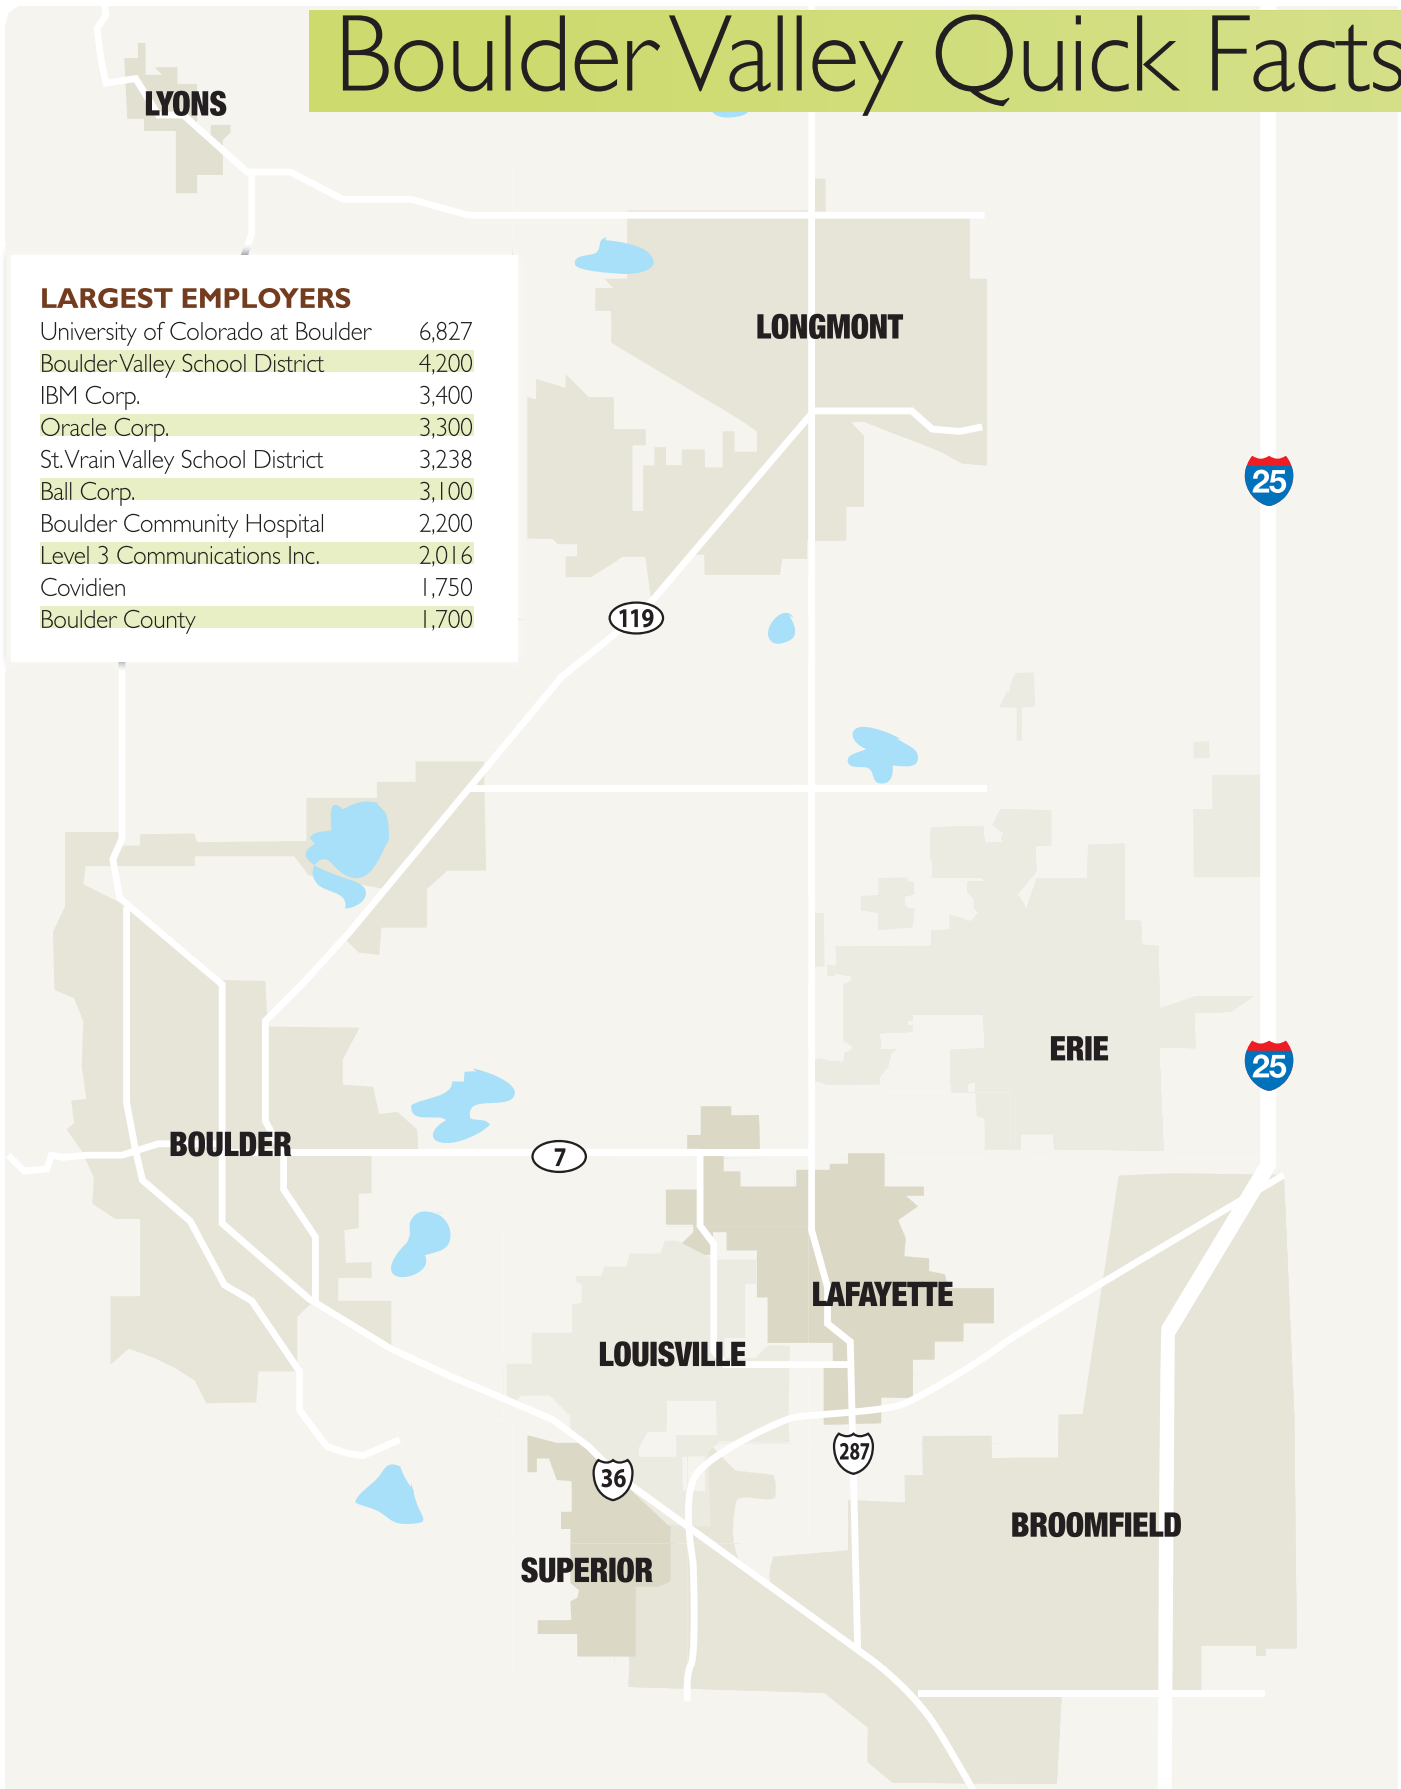 Boulder Valley Quick Facts
LYONS
LARGEST EMPLOYERS
University of Colorado at Boulder 6,827
Boulder Valley School District 4,200
IBM Corp. 3,400
Oracle Corp. 3,300
St. Vrain Valley School District 3,238
Ball Corp. 3,100
Boulder Community Hospital 2,200
Level 3 Communications Inc. 2,016
Covidien 1,750
Boulder County 1,700
LONGMONT
25
119
ERIE
25
BOULDER
7
LAFAYETTE
LOUISVILLE
287
36
BROOMFIELD
SUPERIOR